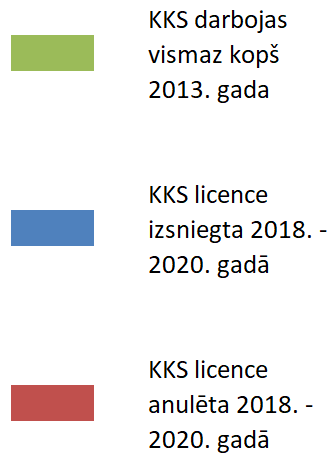 KKS darbojas
vismaz kopš
2013. gada
KKS licence
izsniegta 2018. -
2020. gadā
KKS licence
anulēta 2018. -
2020. gadā